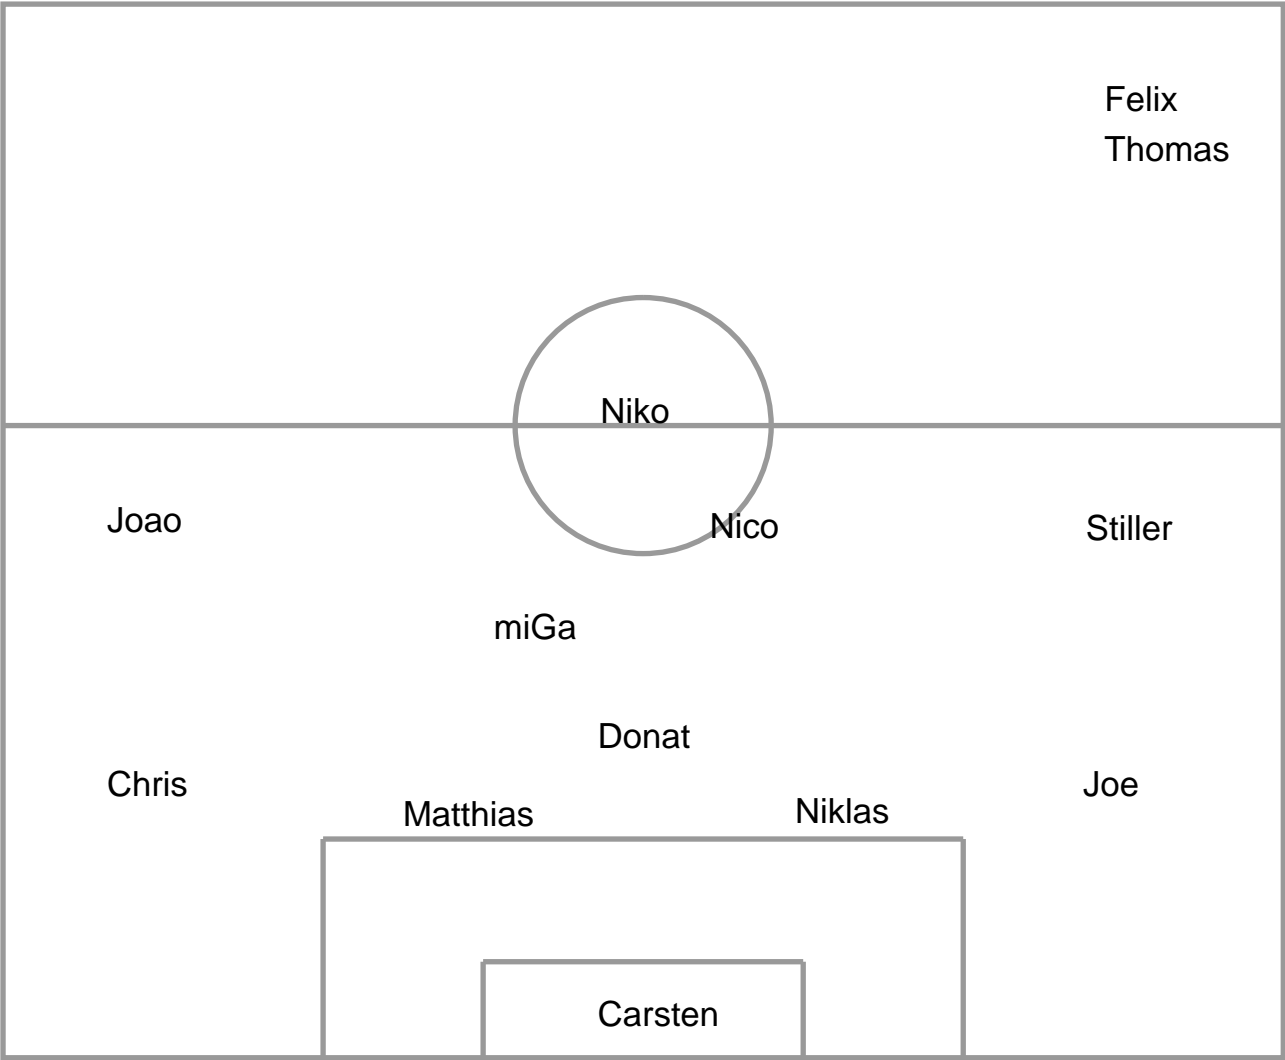 Felix
Thomas
Niko
Joao
Nico
Stiller
miGa
Donat
Chris
Joe
Matthias
Niklas
Carsten